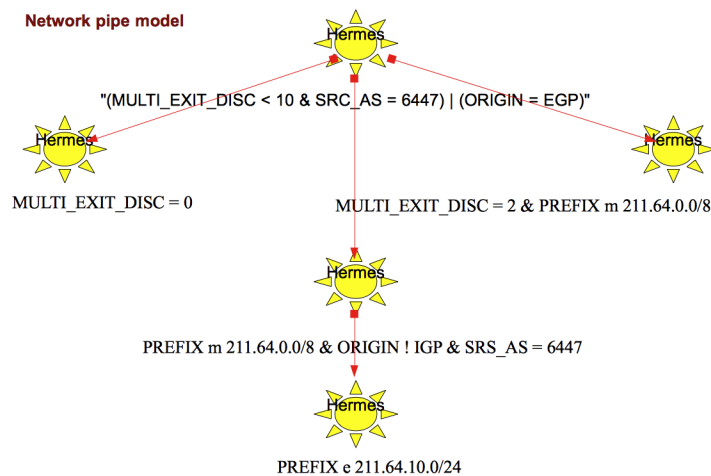 Network pipe model
Hermes
"(MULTI_EXIT_DISC < 10 & SRC_AS = 6447) | (ORIGIN = EGP)"
Hermes
Hermes
MULTI_EXIT_DISC = 0
MULTI_EXIT_DISC = 2 & PREFIX m 211.64.0.0/8
Hermes
PREFIX m 211.64.0.0/8 & ORIGIN ! IGP & SRS_AS = 6447
Hermes
PREFIX e 211.64.10.0/24